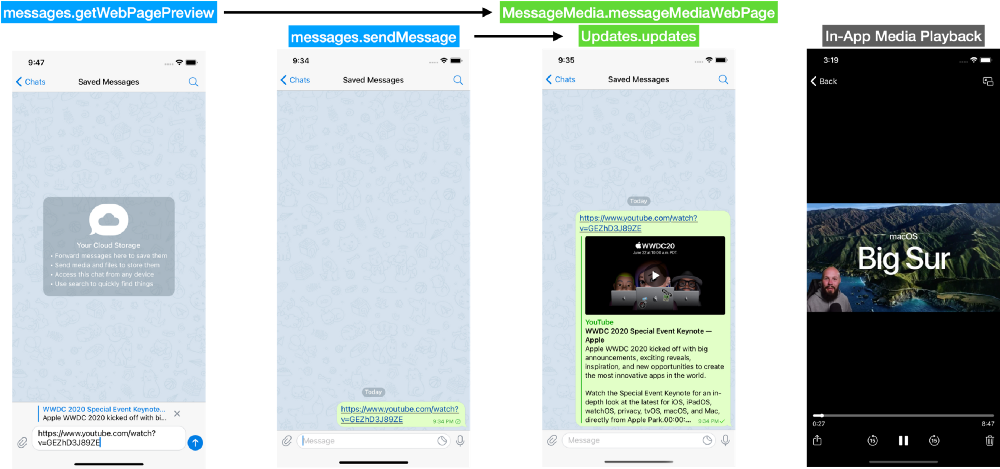 messages.getWebPagePreview
MessageMedia.messageMediaWebPage
messages.sendMessage
Updates.updates
In-App Media Playback
9:47
Chats
Saved Messages
Your Cloud Storage
• Forward messages here to save them
• Send media and files to store them
• Access this chat from any device
• Use search to quickly find things
WWDC 2020 Special Event Keynote...
Apple WWDC 2020 kicked off with bi...
https://www.youtube.com/watch?
v=GEZhD3J89ZE
9:34
Chats
Saved Messages
Today
https://www.youtube.com/watch?
v=GEZhD3J89ZE
9:34 PM
Message
9:35
Chats
Saved Messages
Today
https://www.youtube.com/watch?
v=GEZhD3J89ZE
WWDC20
YouTube
WWDC 2020 Special Event Keynote —
Apple
Apple WWDC 2020 kicked off with big
announcements, exciting reveals,
inspiration, and new opportunities to create
the most innovative apps in the world.
Watch the Special Event Keynote for an in-
depth look at the latest for iOS, iPadOS,
watchOS, privacy, tvOS, macOS, and Mac,
directly from Apple Park.00:00:...
9:34 PM
Message
3:19
Back
macOS
Big Sur
0:27
8:47
15
15